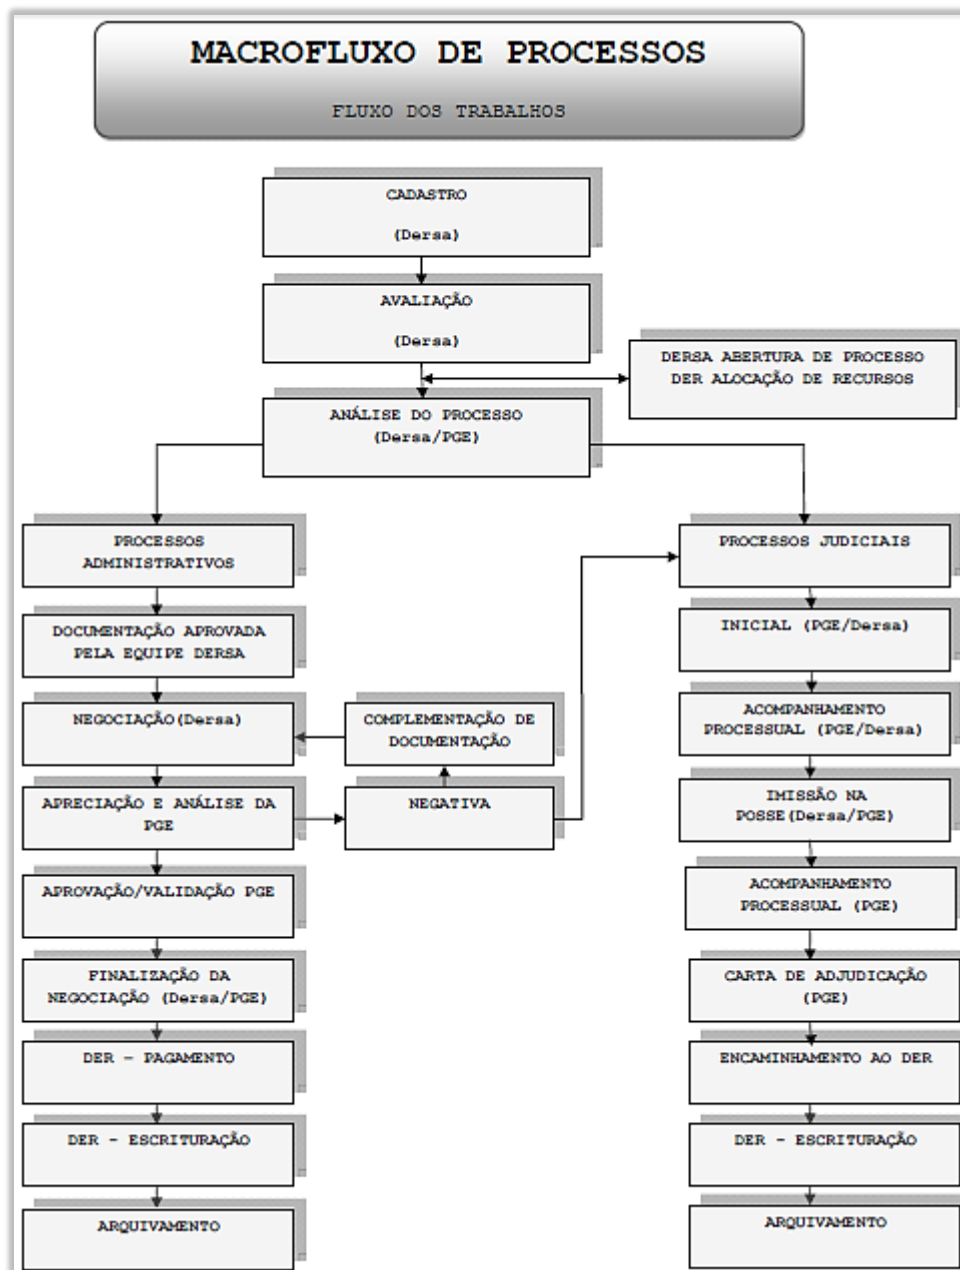 MACROFLUXO DE PROCESSOS
FLUXO DOS TRABALHOS
CADASTRO
(Dersa)
AVALIAÇÃO
(Dersa)
DERSA ABERTURA DE PROCESSO
DER ALOCAÇÃO DE RECURSOS
ANÁLISE DO PROCESSO
(Dersa/PGE)
PROCESSOS
ADMINISTRATIVOS
DOCUMENTAÇÃO APROVADA
PELA EQUIPE DERSA
NEGOCIAÇÃO(Dersa)
COMPLEMENTAÇÃO DE
DOCUMENTAÇÃO
APRECIAÇÃO E ANÁLISE DA
PGE
NEGATIVA
APROVAÇÃO/VALIDAÇÃO PGE
FINALIZAÇÃO DA
NEGOCIAÇÃO (Dersa/PGE)
DER – PAGAMENTO
DER – ESCRITURAÇÃO
ARQUIVAMENTO
PROCESSOS JUDICIAIS
INICIAL (PGE/Dersa)
ACOMPANHAMENTO
PROCESSUAL (PGE/Dersa)
IMISSÃO NA
POSSE(Dersa/PGE)
ACOMPANHAMENTO
PROCESSUAL (PGE)
CARTA DE ADJUDICAÇÃO
(PGE)
ENCAMINHAMENTO AO DER
DER – ESCRITURAÇÃO
ARQUIVAMENTO